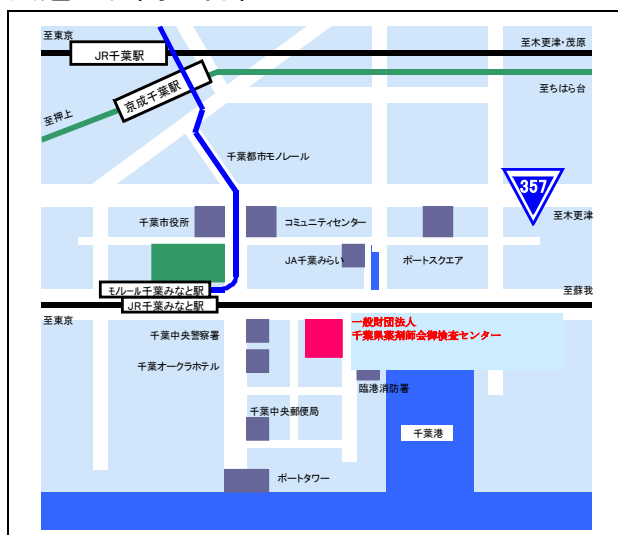 至東京
至木更津・茂原
JR千葉駅
京成千葉駅
至ちはら台
至押上
千葉都市モノレール
357
千葉市役所
コミュニティセンター
至木更津
JA千葉みらい
ポートスクエア
モノレール千葉みなと駅
至蘇我
JR千葉みなと駅
至東京
一般財団法人
千葉県薬剤師会御検査センター
千葉中央警察署
千葉オークラホテル
臨港消防署
千葉中央郵便局
千葉港
ポートタワー